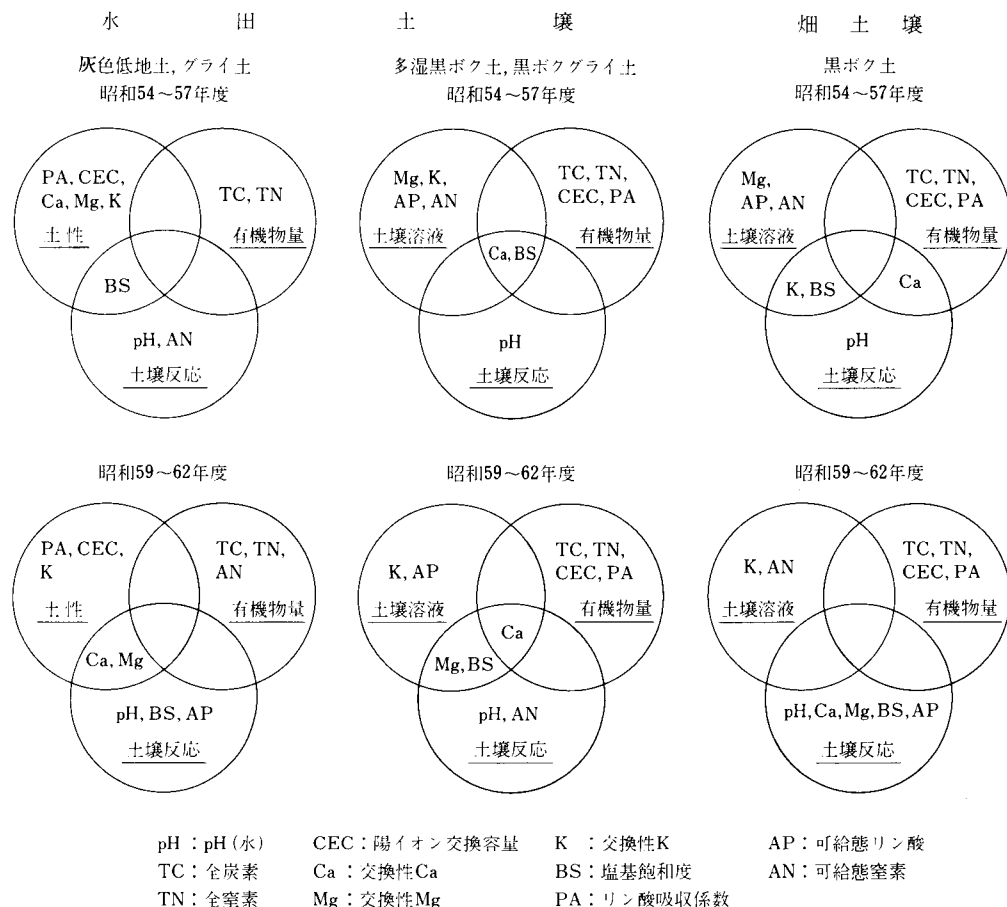 水田土壌 畑土壌
灰色低地土,グライ土 多湿黒ボク土,黒ボクグライ土 黒ボク土
昭和54～57年度 昭和54～57年度 昭和54～57年度
PA, CEC,
Ca, Mg, K
土性
TC, TN
有機物量
BS
pH, AN
土壌反応
Mg, K,
AP, AN
土壌溶液
TC, TN,
CEC, PA
有機物量
Ca, BS
pH
土壌反応
Mg,
AP, AN
土壌溶液
TC, TN,
CEC, PA
有機物量
K, BS
Ca
pH
土壌反応
昭和59～62年度 昭和59～62年度 昭和59～62年度
PA, CEC,
K
土性
TC, TN,
AN
有機物量
Ca, Mg
pH, BS, AP
土壌反応
K, AP
土壌溶液
TC, TN,
CEC, PA
有機物量
Ca
Mg, BS
pH, AN
土壌反応
K, AN
土壌溶液
TC, TN,
CEC, PA
有機物量
pH, Ca, Mg, BS, AP
土壌反応
pH：pH(水) CEC：陽イオン交換容量 K：交換性K AP：可給態リン酸
TC：全炭素 Ca：交換性Ca BS：塩基飽和度 AN：可給態窒素
TN：全窒素 Mg：交換性Mg PA：リン酸吸収係数